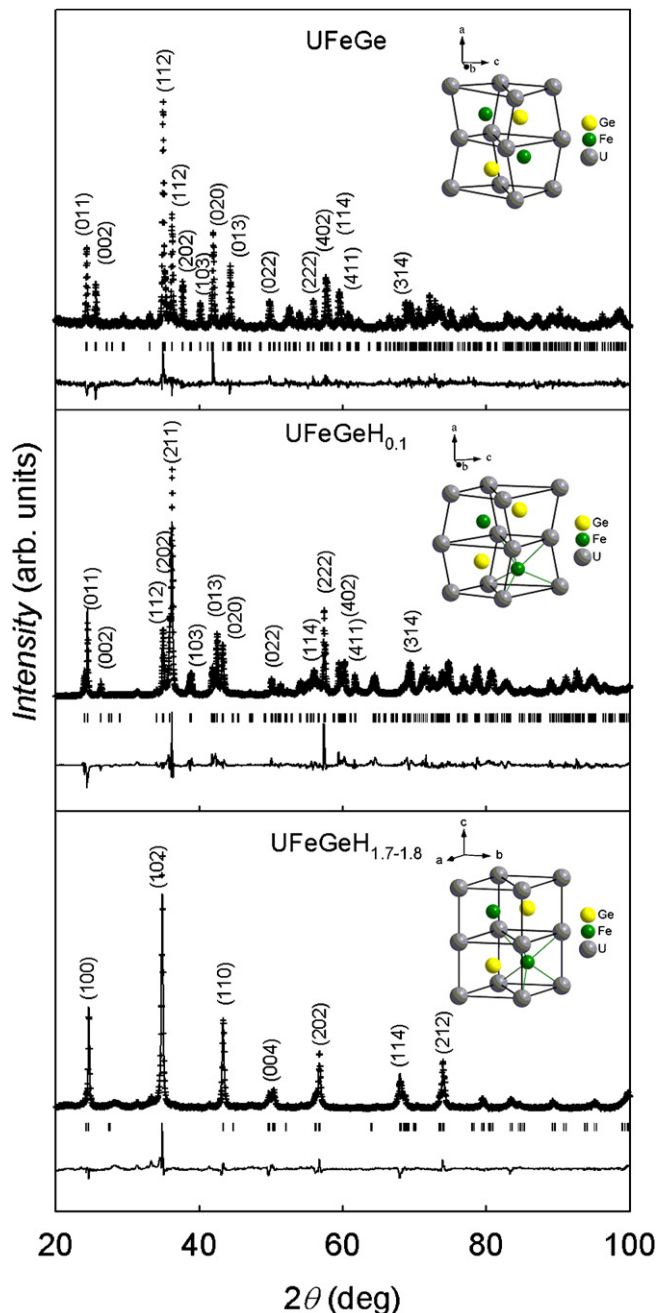 UFeGe
(112)
(011)
(002)
(112)
(202)
(103)
(020)
(013)
(022)
(222)
(402)
(114)
(411)
(314)
a
b
c
Ge
Fe
U
UFeGeH0.1
(211)
(011)
(002)
(112)
(202)
(103)
(013)
(020)
(022)
(114)
(222)
(402)
(411)
(314)
a
b
c
Ge
Fe
U
UFeGeH1.7-1.8
(102)
(100)
(110)
(004)
(202)
(114)
(212)
c
a
b
Ge
Fe
U
Intensity (arb. units)
20 40 60 80 100
2θ (deg)